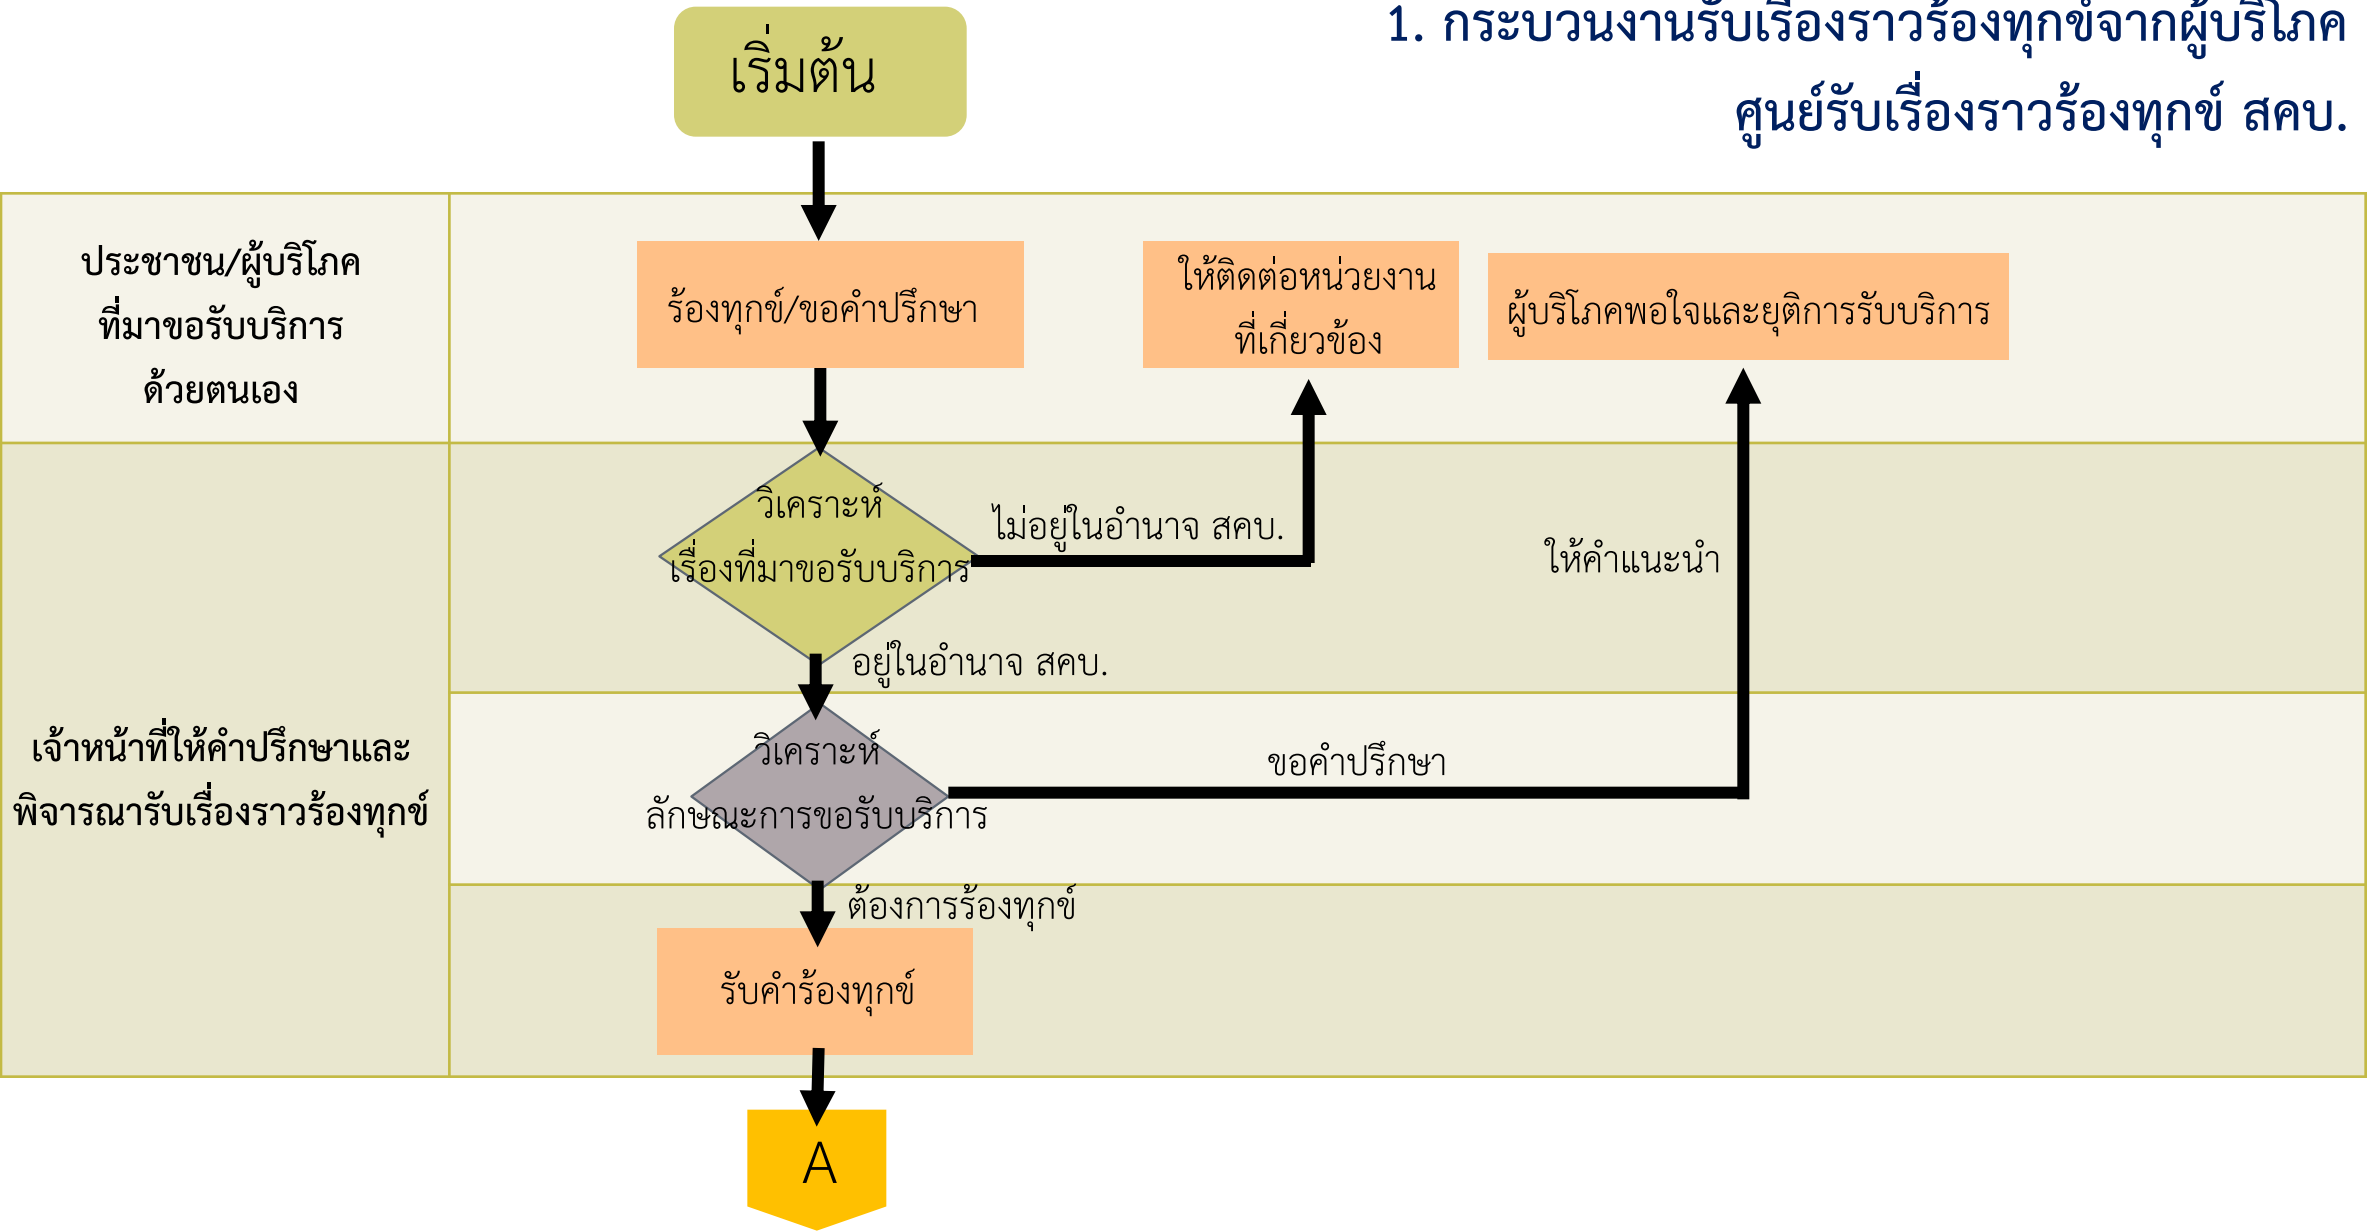 1. กระบวนงานรับเรื่องราวร้องทุกข์จากผู้บริโภค
ศูนย์รับเรื่องราวร้องทุกข์ สคบ.
เริ่มต้น
ประชาชน/ผู้บริโภค
ที่มาขอรับบริการ
ด้วยตนเอง
ร้องทุกข์/ขอคำปรึกษา
ให้ติดต่อหน่วยงาน
ที่เกี่ยวข้อง
ผู้บริโภคพอใจและยุติการรับบริการ
วิเคราะห์
เรื่องที่มาขอรับบริการ
ไม่อยู่ในอำนาจ สคบ.
ให้คำแนะนำ
อยู่ในอำนาจ สคบ.
เจ้าหน้าที่ให้คำปรึกษาและ
พิจารณารับเรื่องราวร้องทุกข์
วิเคราะห์
ลักษณะการขอรับบริการ
ขอคำปรึกษา
ต้องการร้องทุกข์
รับคำร้องทุกข์
A